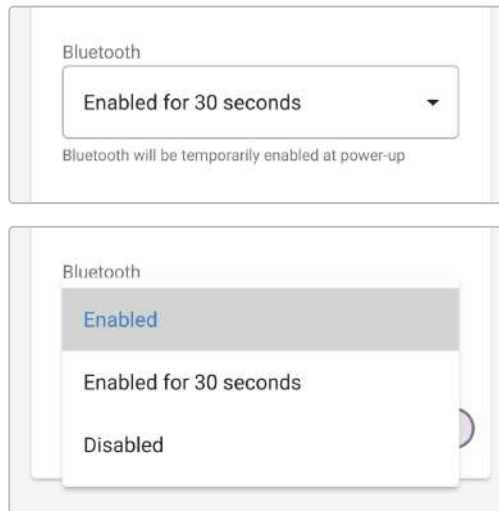 Bluetooth
Enabled for 30 seconds
Bluetooth will be temporarily enabled at power-up
Bluetooth
Enabled
Enabled for 30 seconds
Disabled